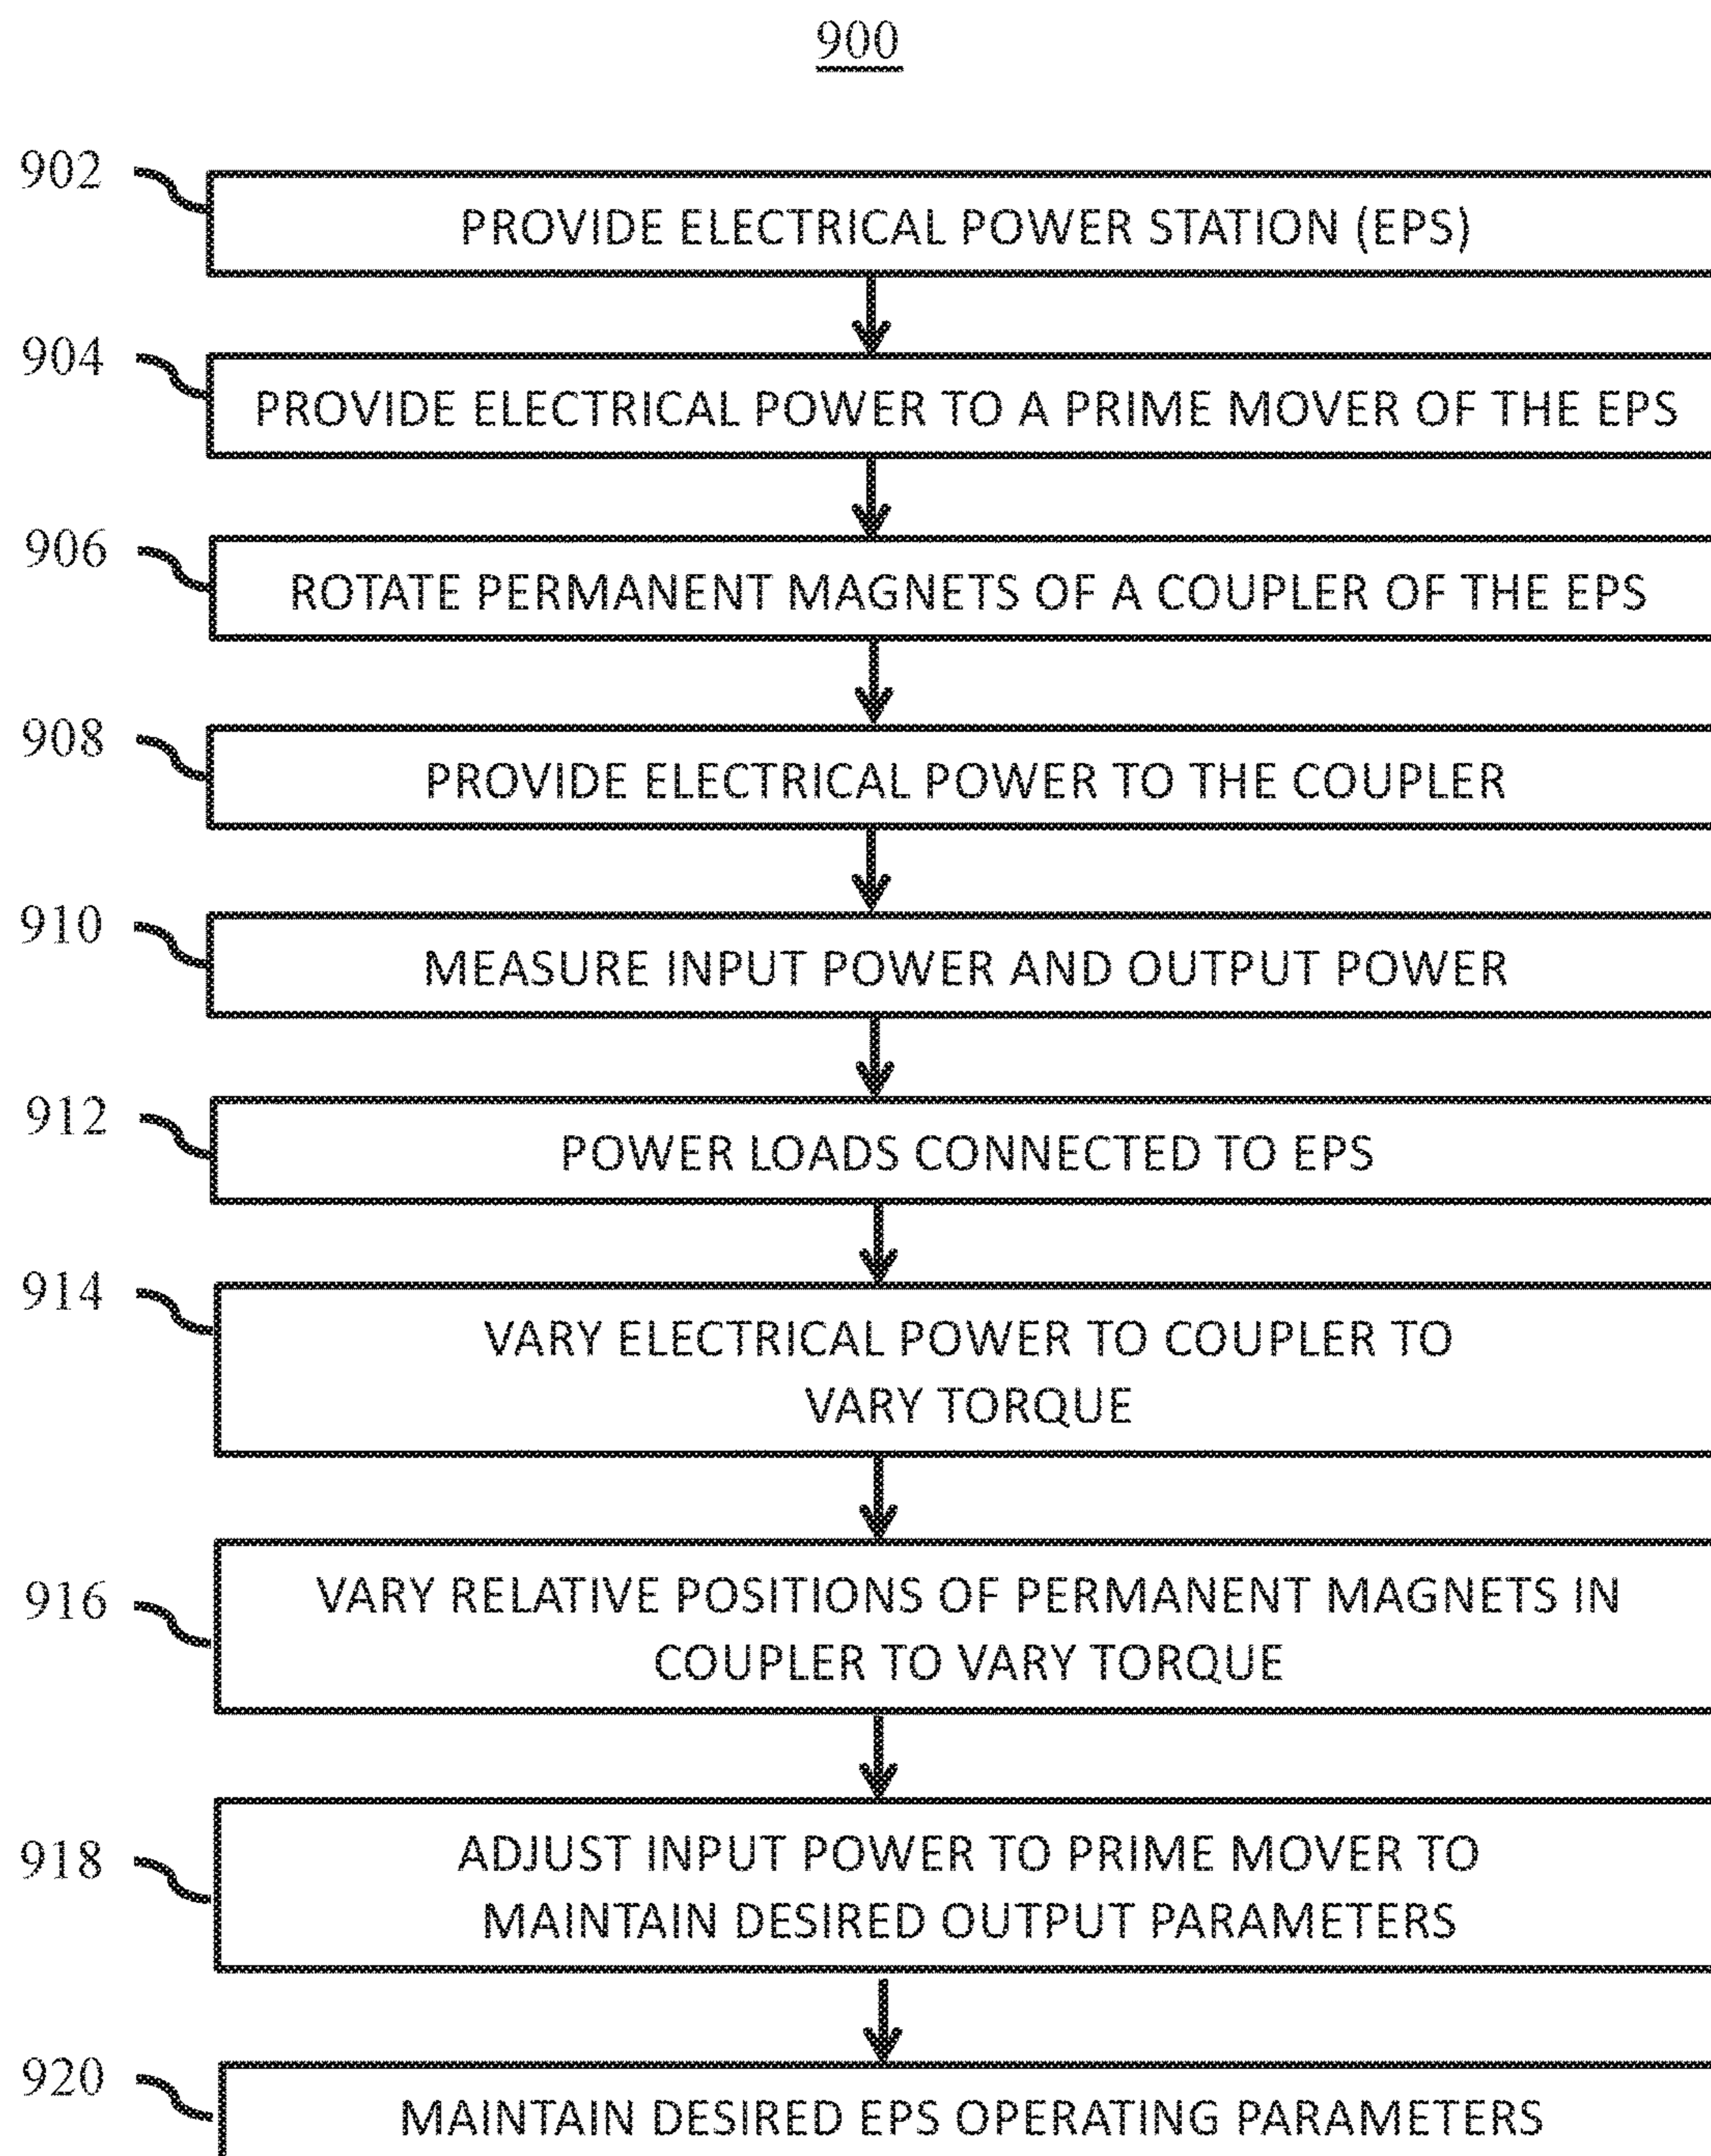 900
902
PROVIDE ELECTRICAL POWER STATION (EPS)
904
PROVIDE ELECTRICAL POWER TO A PRIME MOVER OF THE EPS
906
ROTATE PERMANENT MAGNETS OF A COUPLER OF THE EPS
908
PROVIDE ELECTRICAL POWER TO THE COUPLER
910
MEASURE INPUT POWER AND OUTPUT POWER
912
POWER LOADS CONNECTED TO EPS
914
VARY ELECTRICAL POWER TO COUPLER TO
VARY TORQUE
916
VARY RELATIVE POSITIONS OF PERMANENT MAGNETS IN
COUPLER TO VARY TORQUE
918
ADJUST INPUT POWER TO PRIME MOVER TO
MAINTAIN DESIRED OUTPUT PARAMETERS
920
MAINTAIN DESIRED EPS OPERATING PARAMETERS